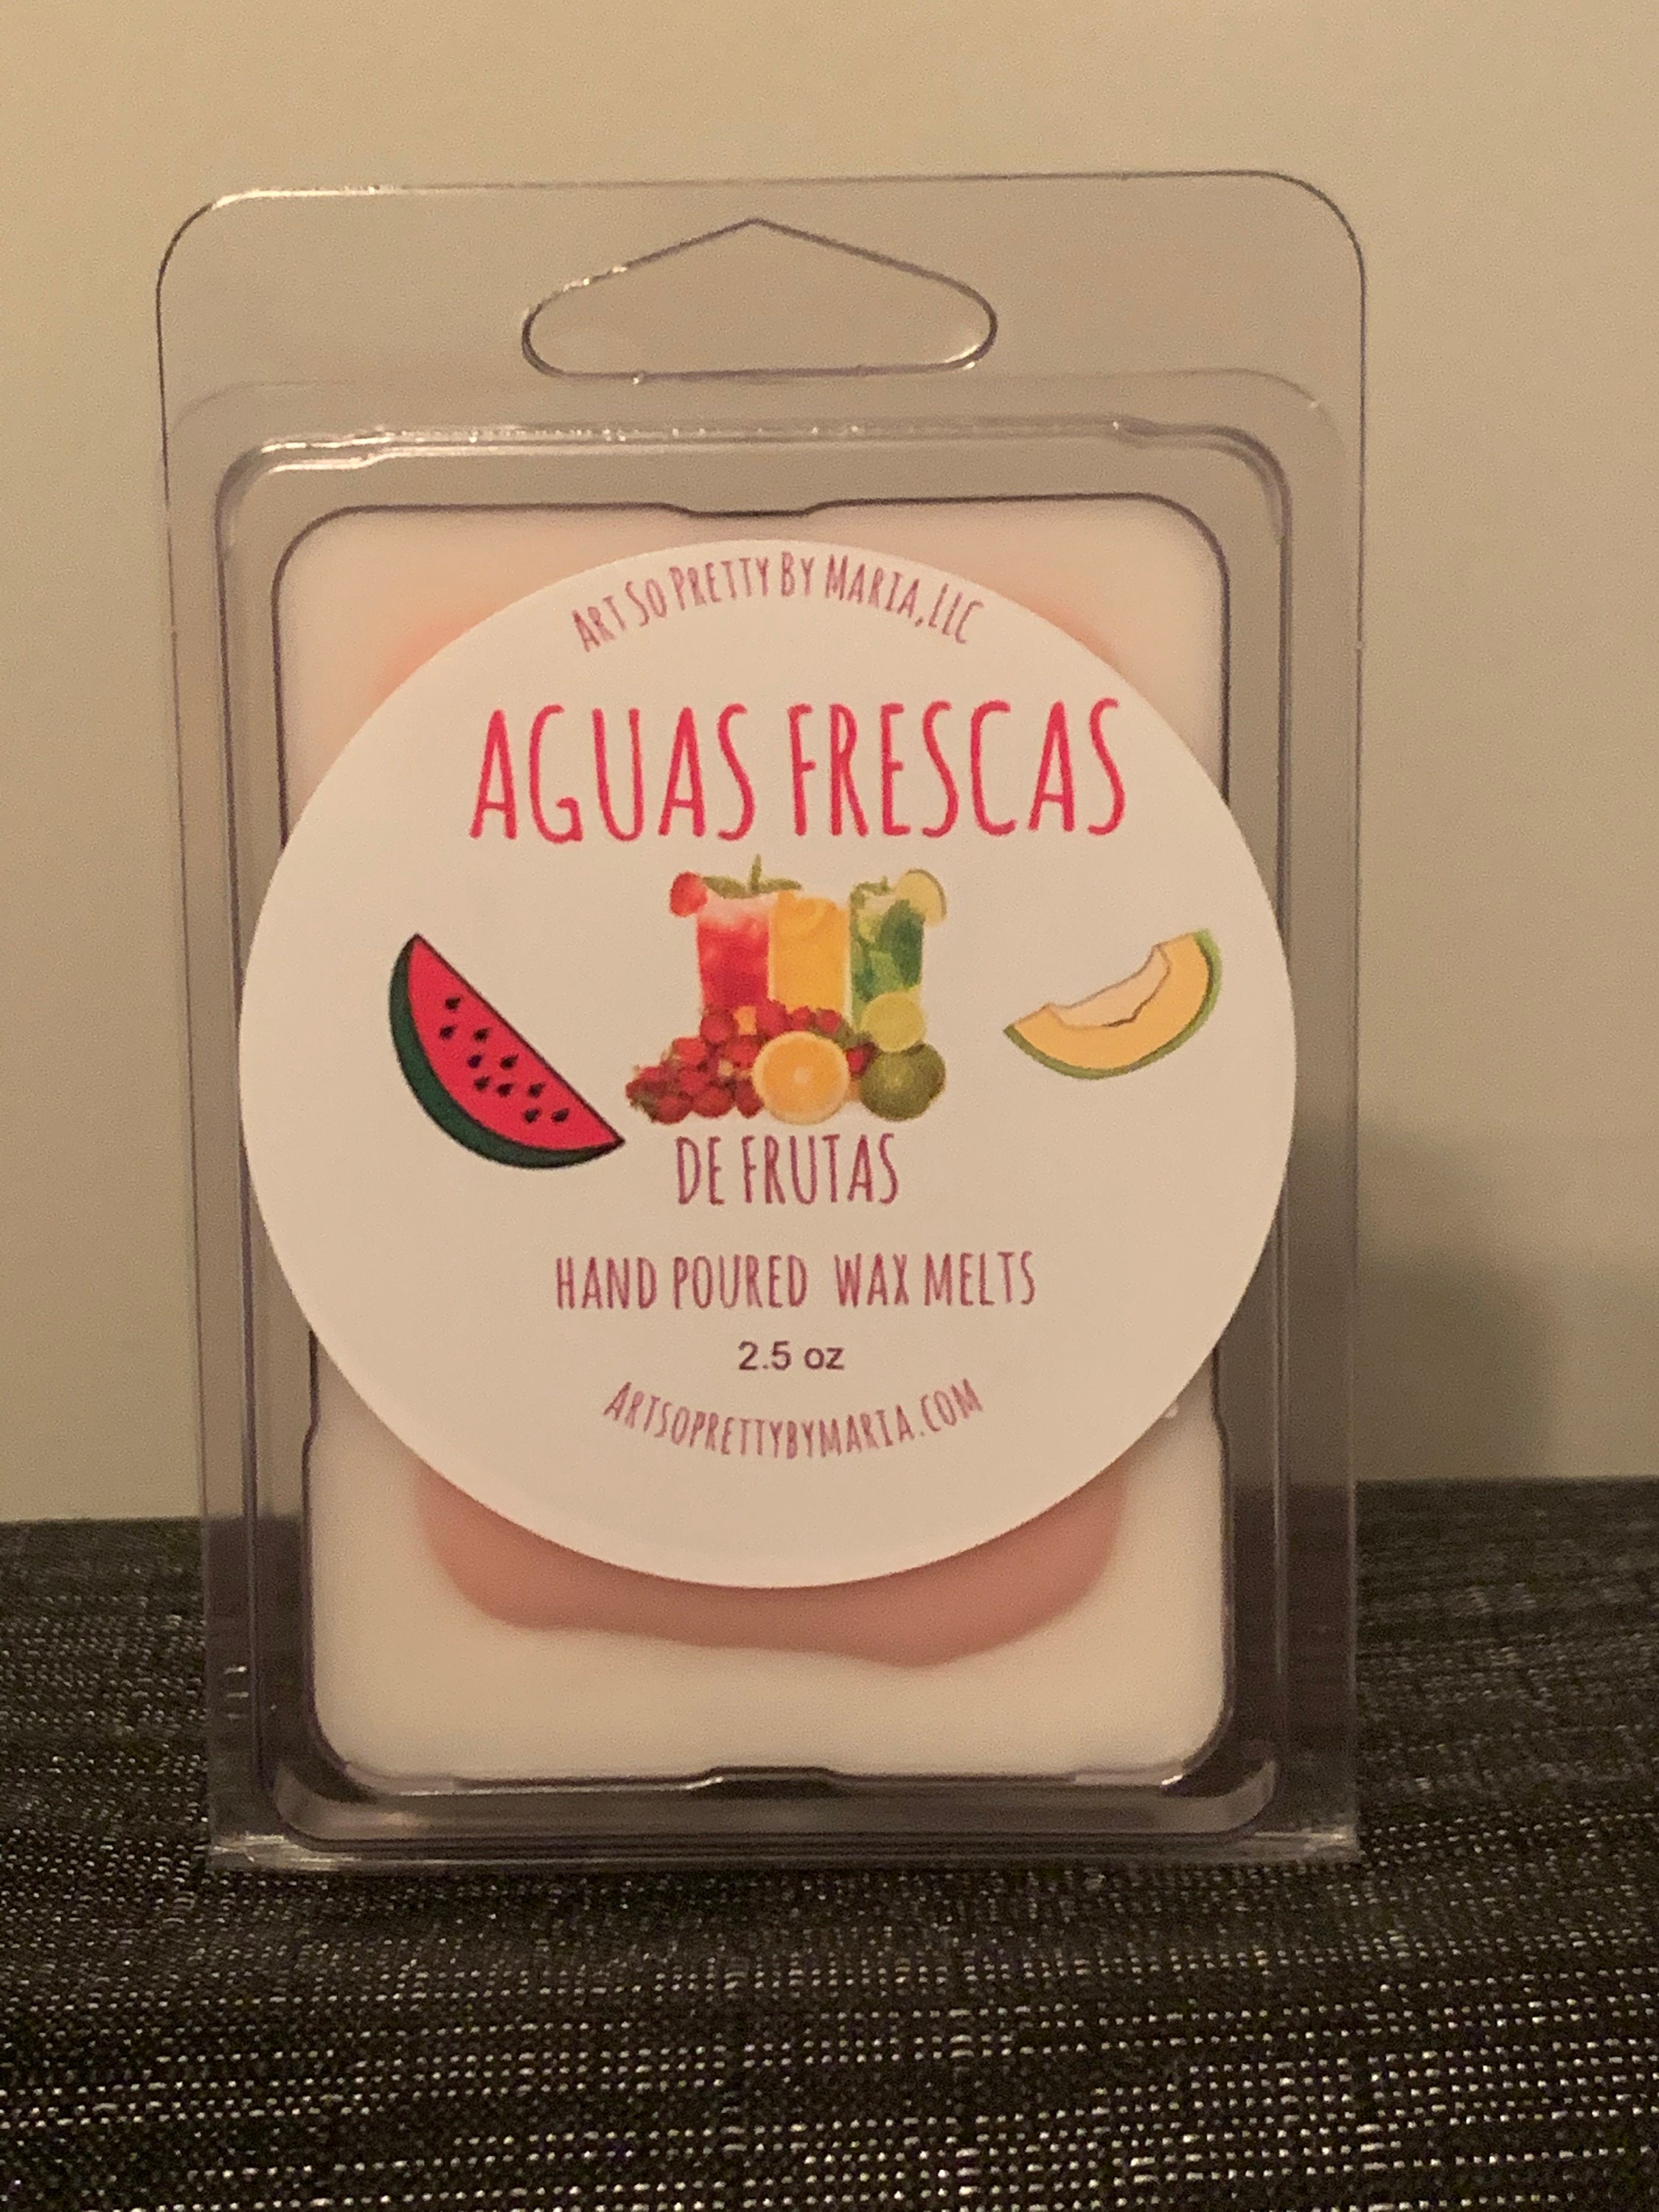 ART SO PRETTY BY MARIA, LLC
AGUAS FRESCAS
DE FRUTAS
HAND POURED WAX MELTS
2.5 oz
ARTSOPRETTYBYMARIA.COM